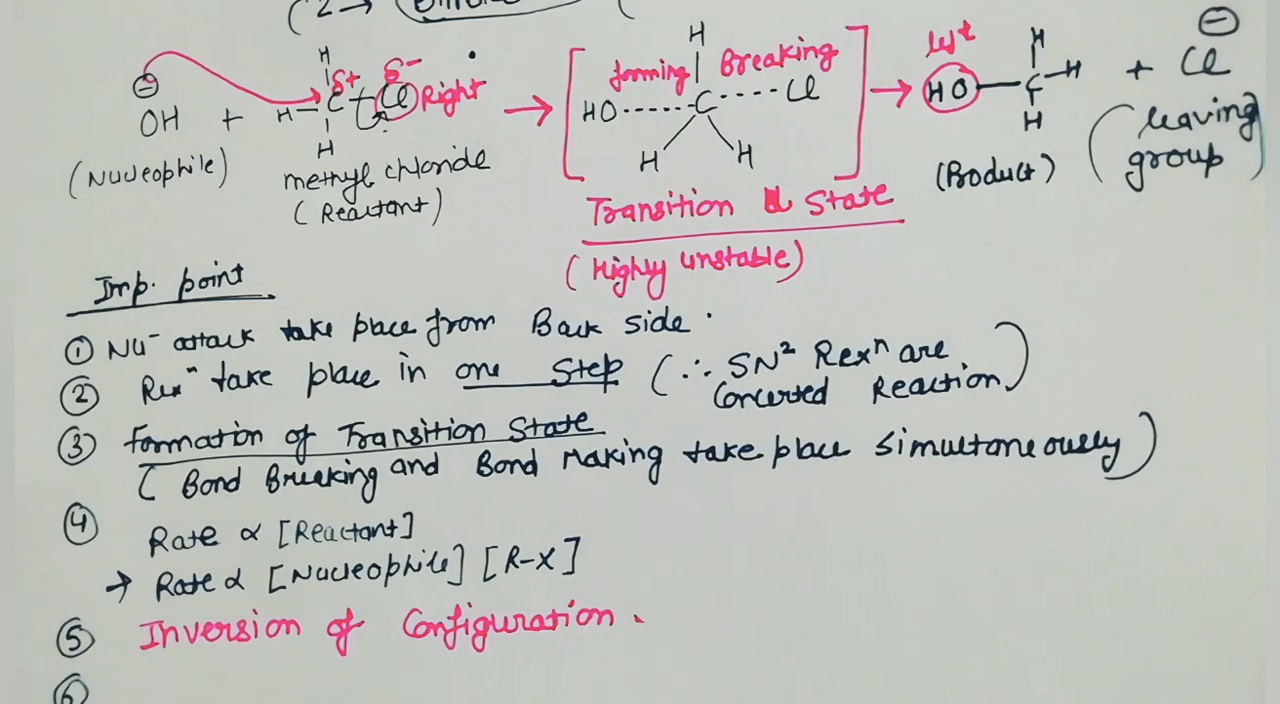 (2 →
⊖ OH + H–C–Cl H H δ+ δ- Right → [HO------C----Cl H H H forming Breaking] → HO–C–H H H left + Cl ⊖
(Nucleophile) methyl chloride (Product) (leaving
(Reactant) group)
Transition State
(Highly unstable)
Imp. point
① Nu⁻ attack take place from Back side.
② Rexⁿ take place in one Step (∴ SN² Rexⁿ are
Concerted Reaction)
③ Formation of Transition State
( Bond Breaking and Bond Making take place simultaneously)
④ Rate ∝ [Reactant]
→ Rate ∝ [Nucleophile] [R-X]
⑤ Inversion of Configuration.
⑥